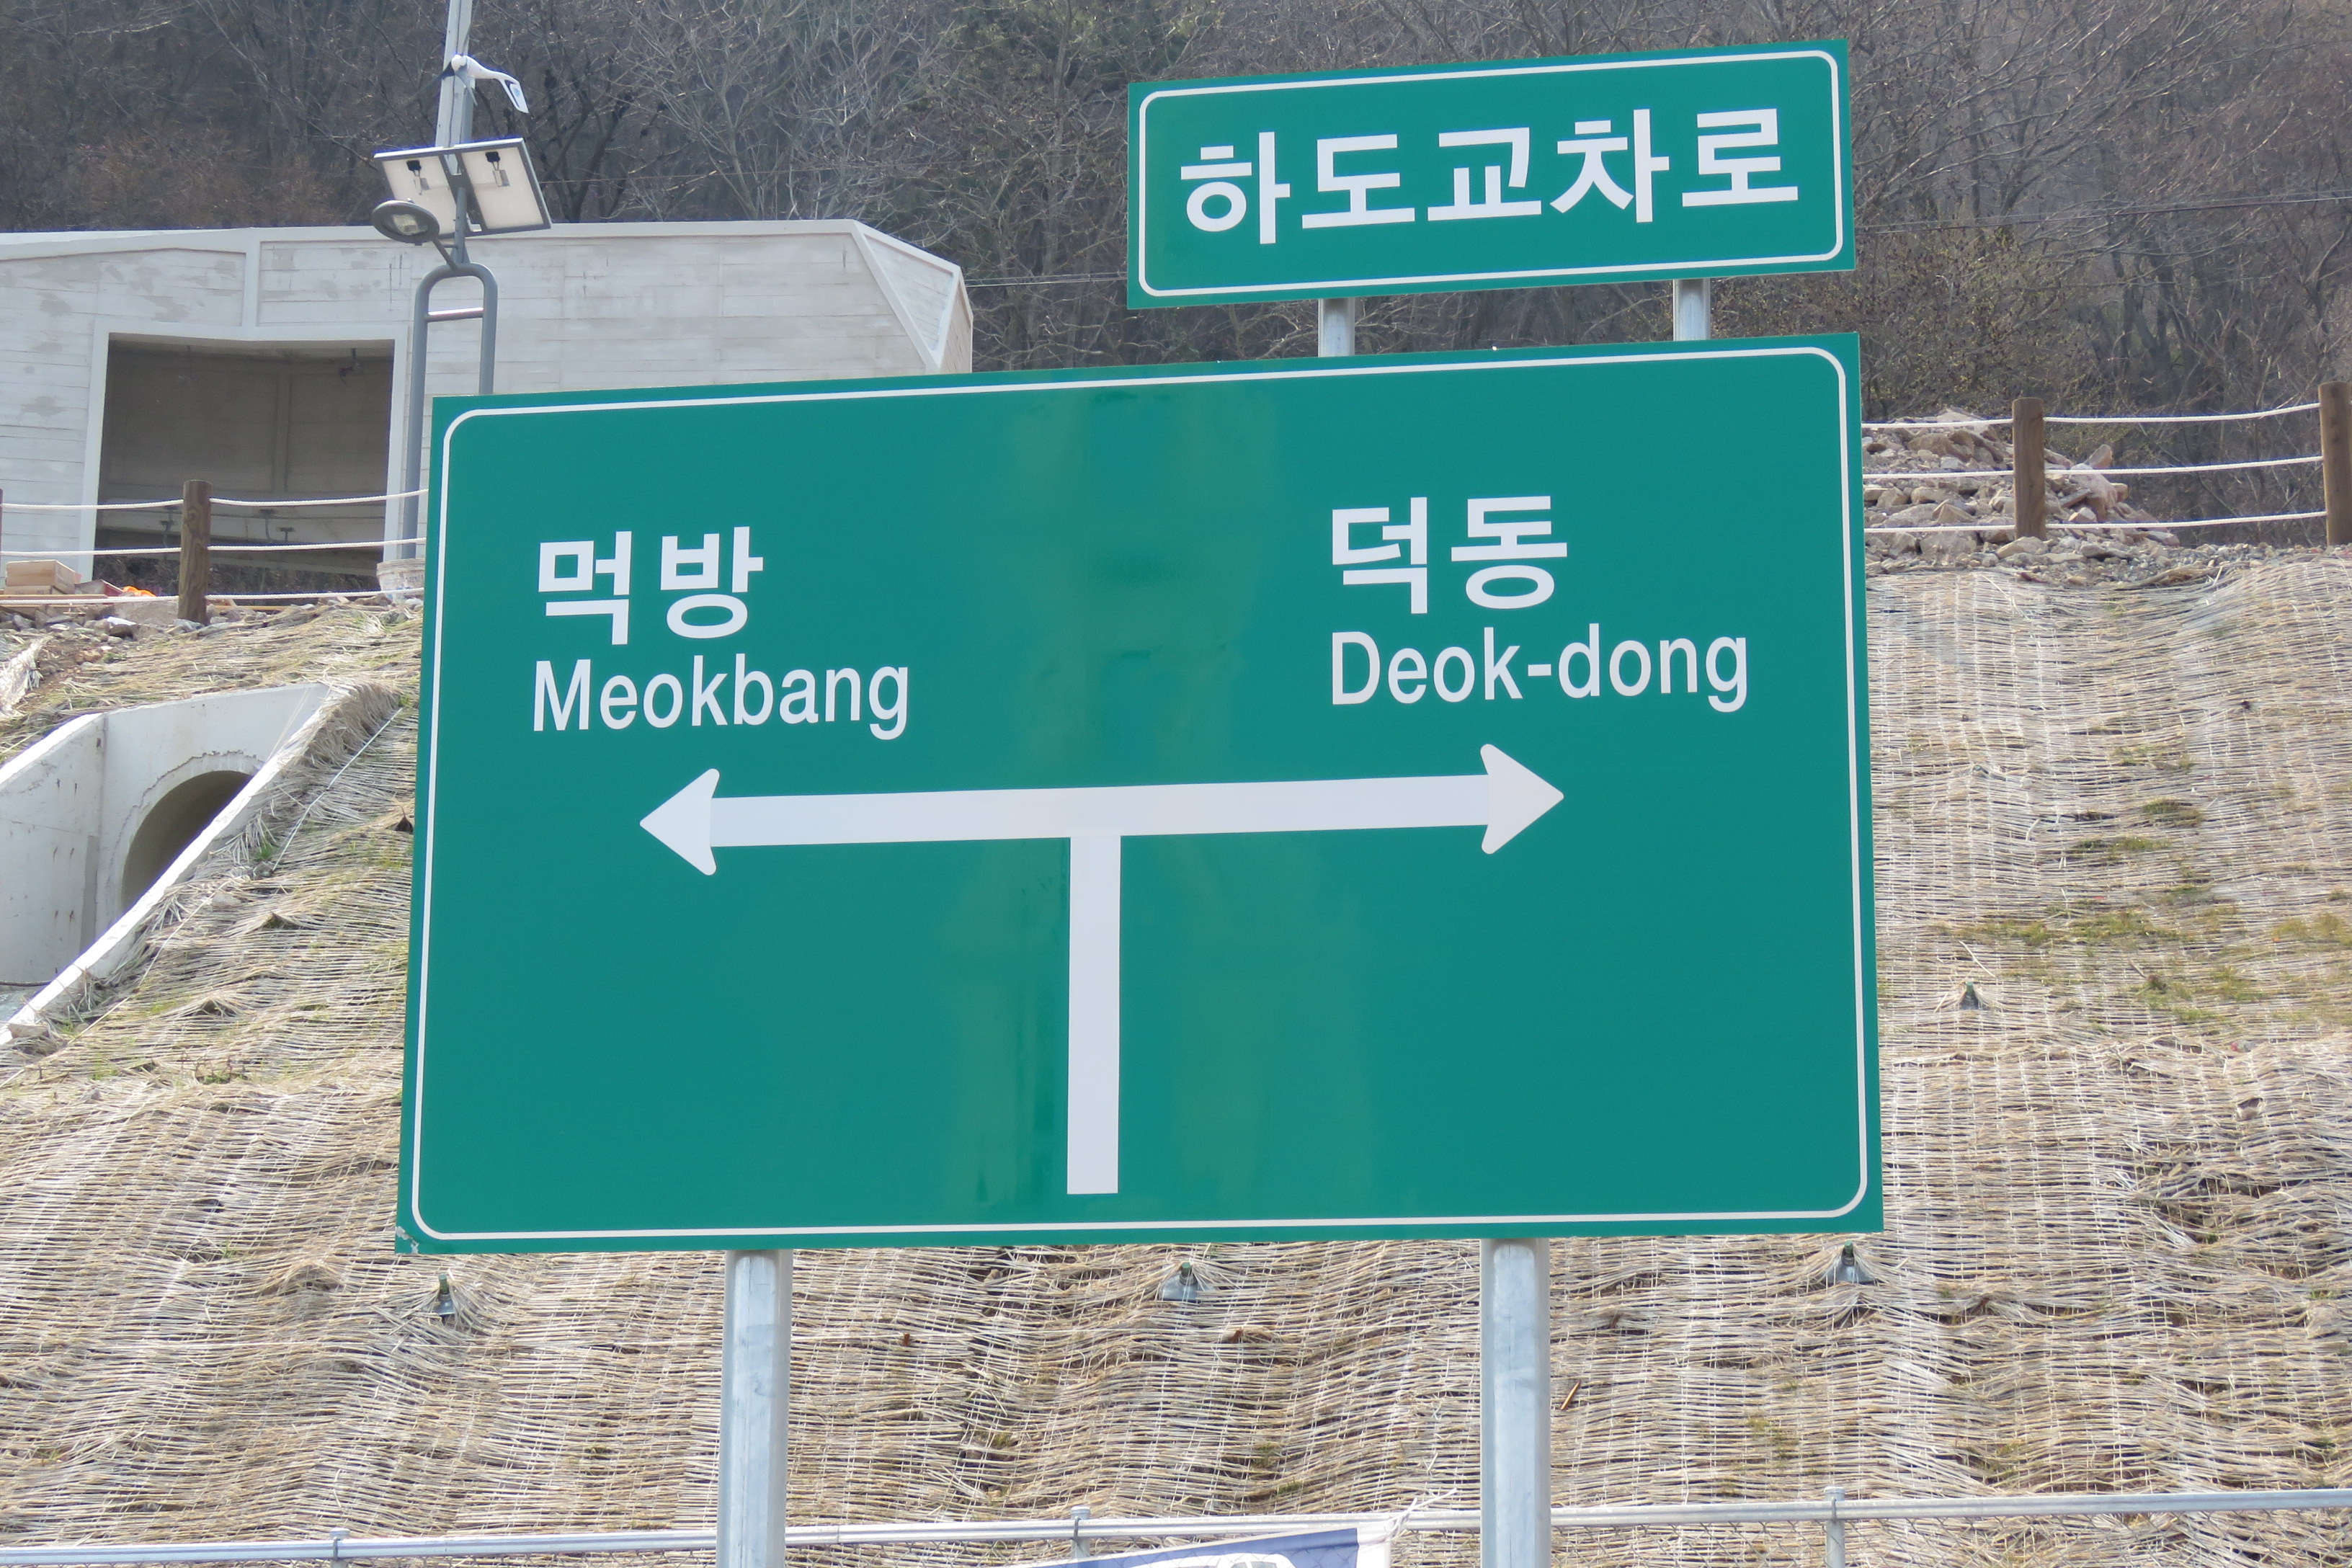 하도교차로
먹방
Meokbang
덕동
Deok-dong